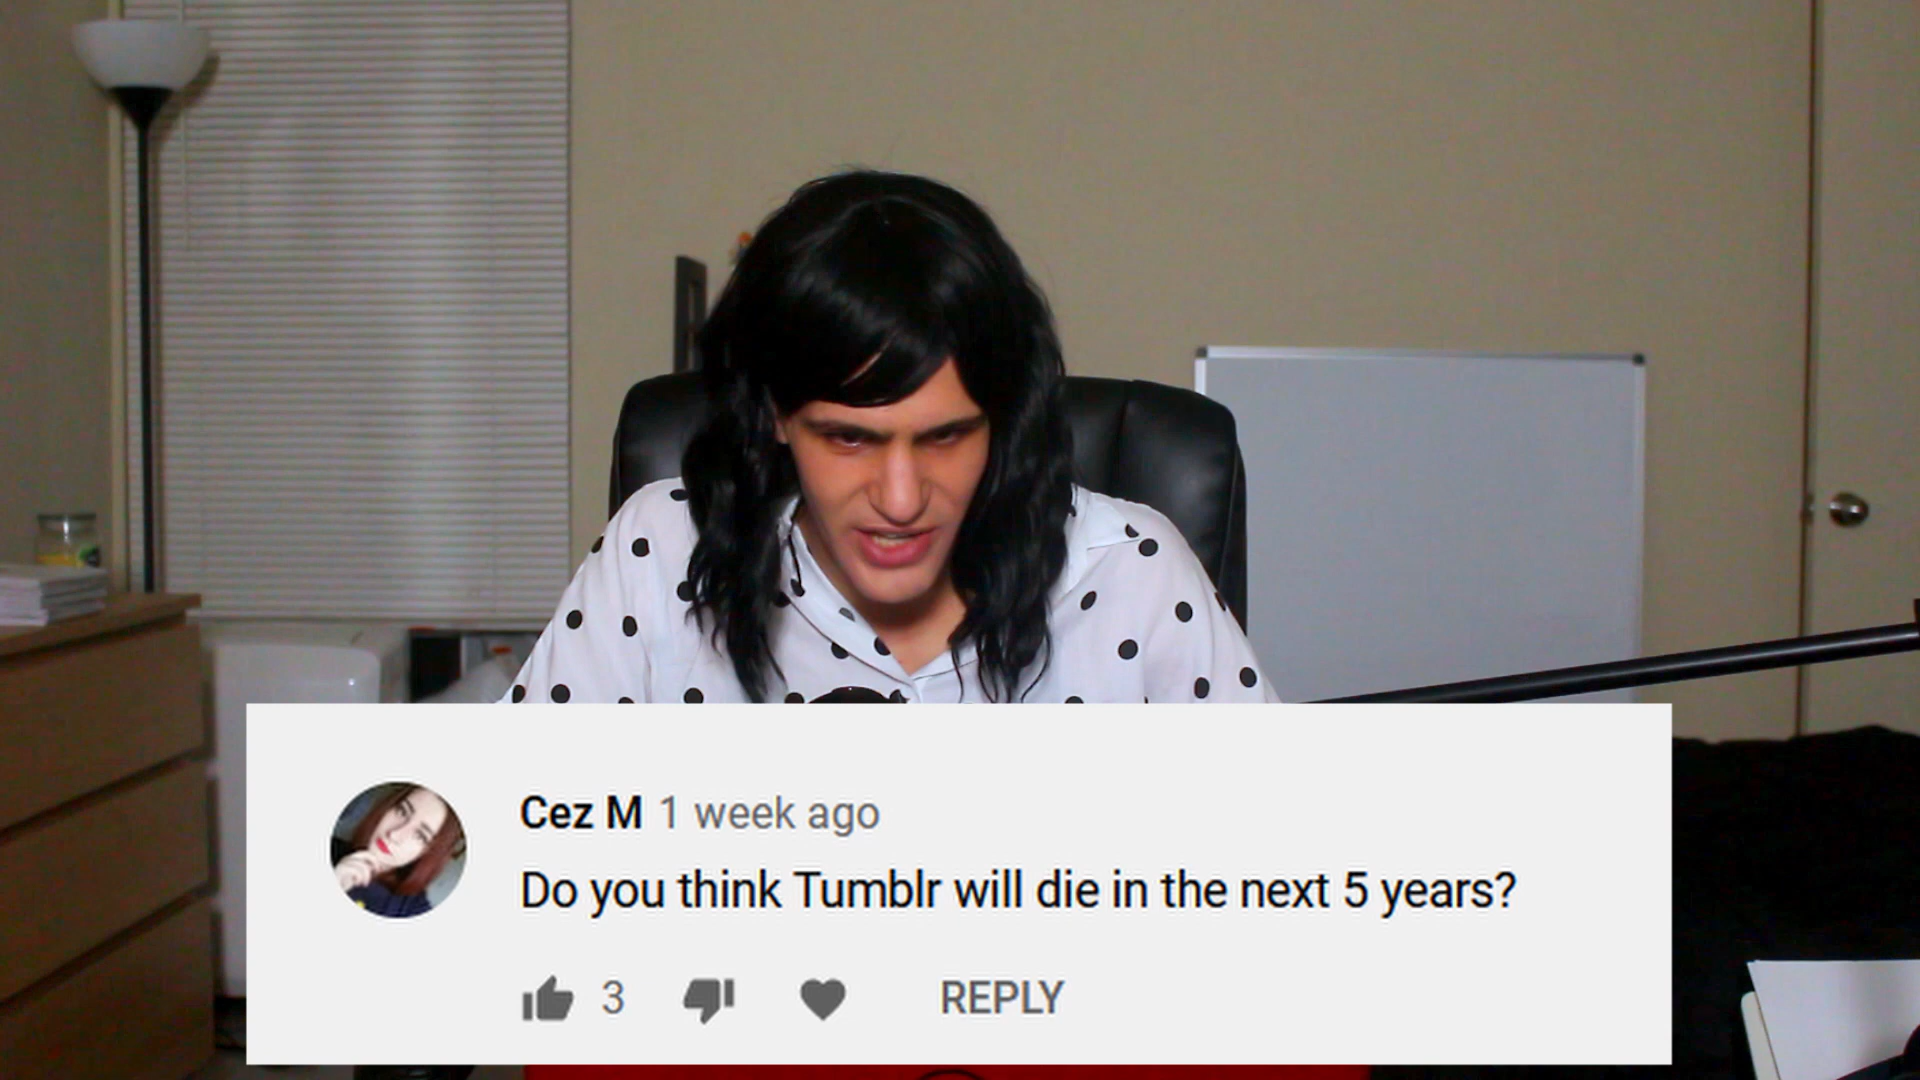 Cez M 1 week ago
Do you think Tumblr will die in the next 5 years?
3
REPLY